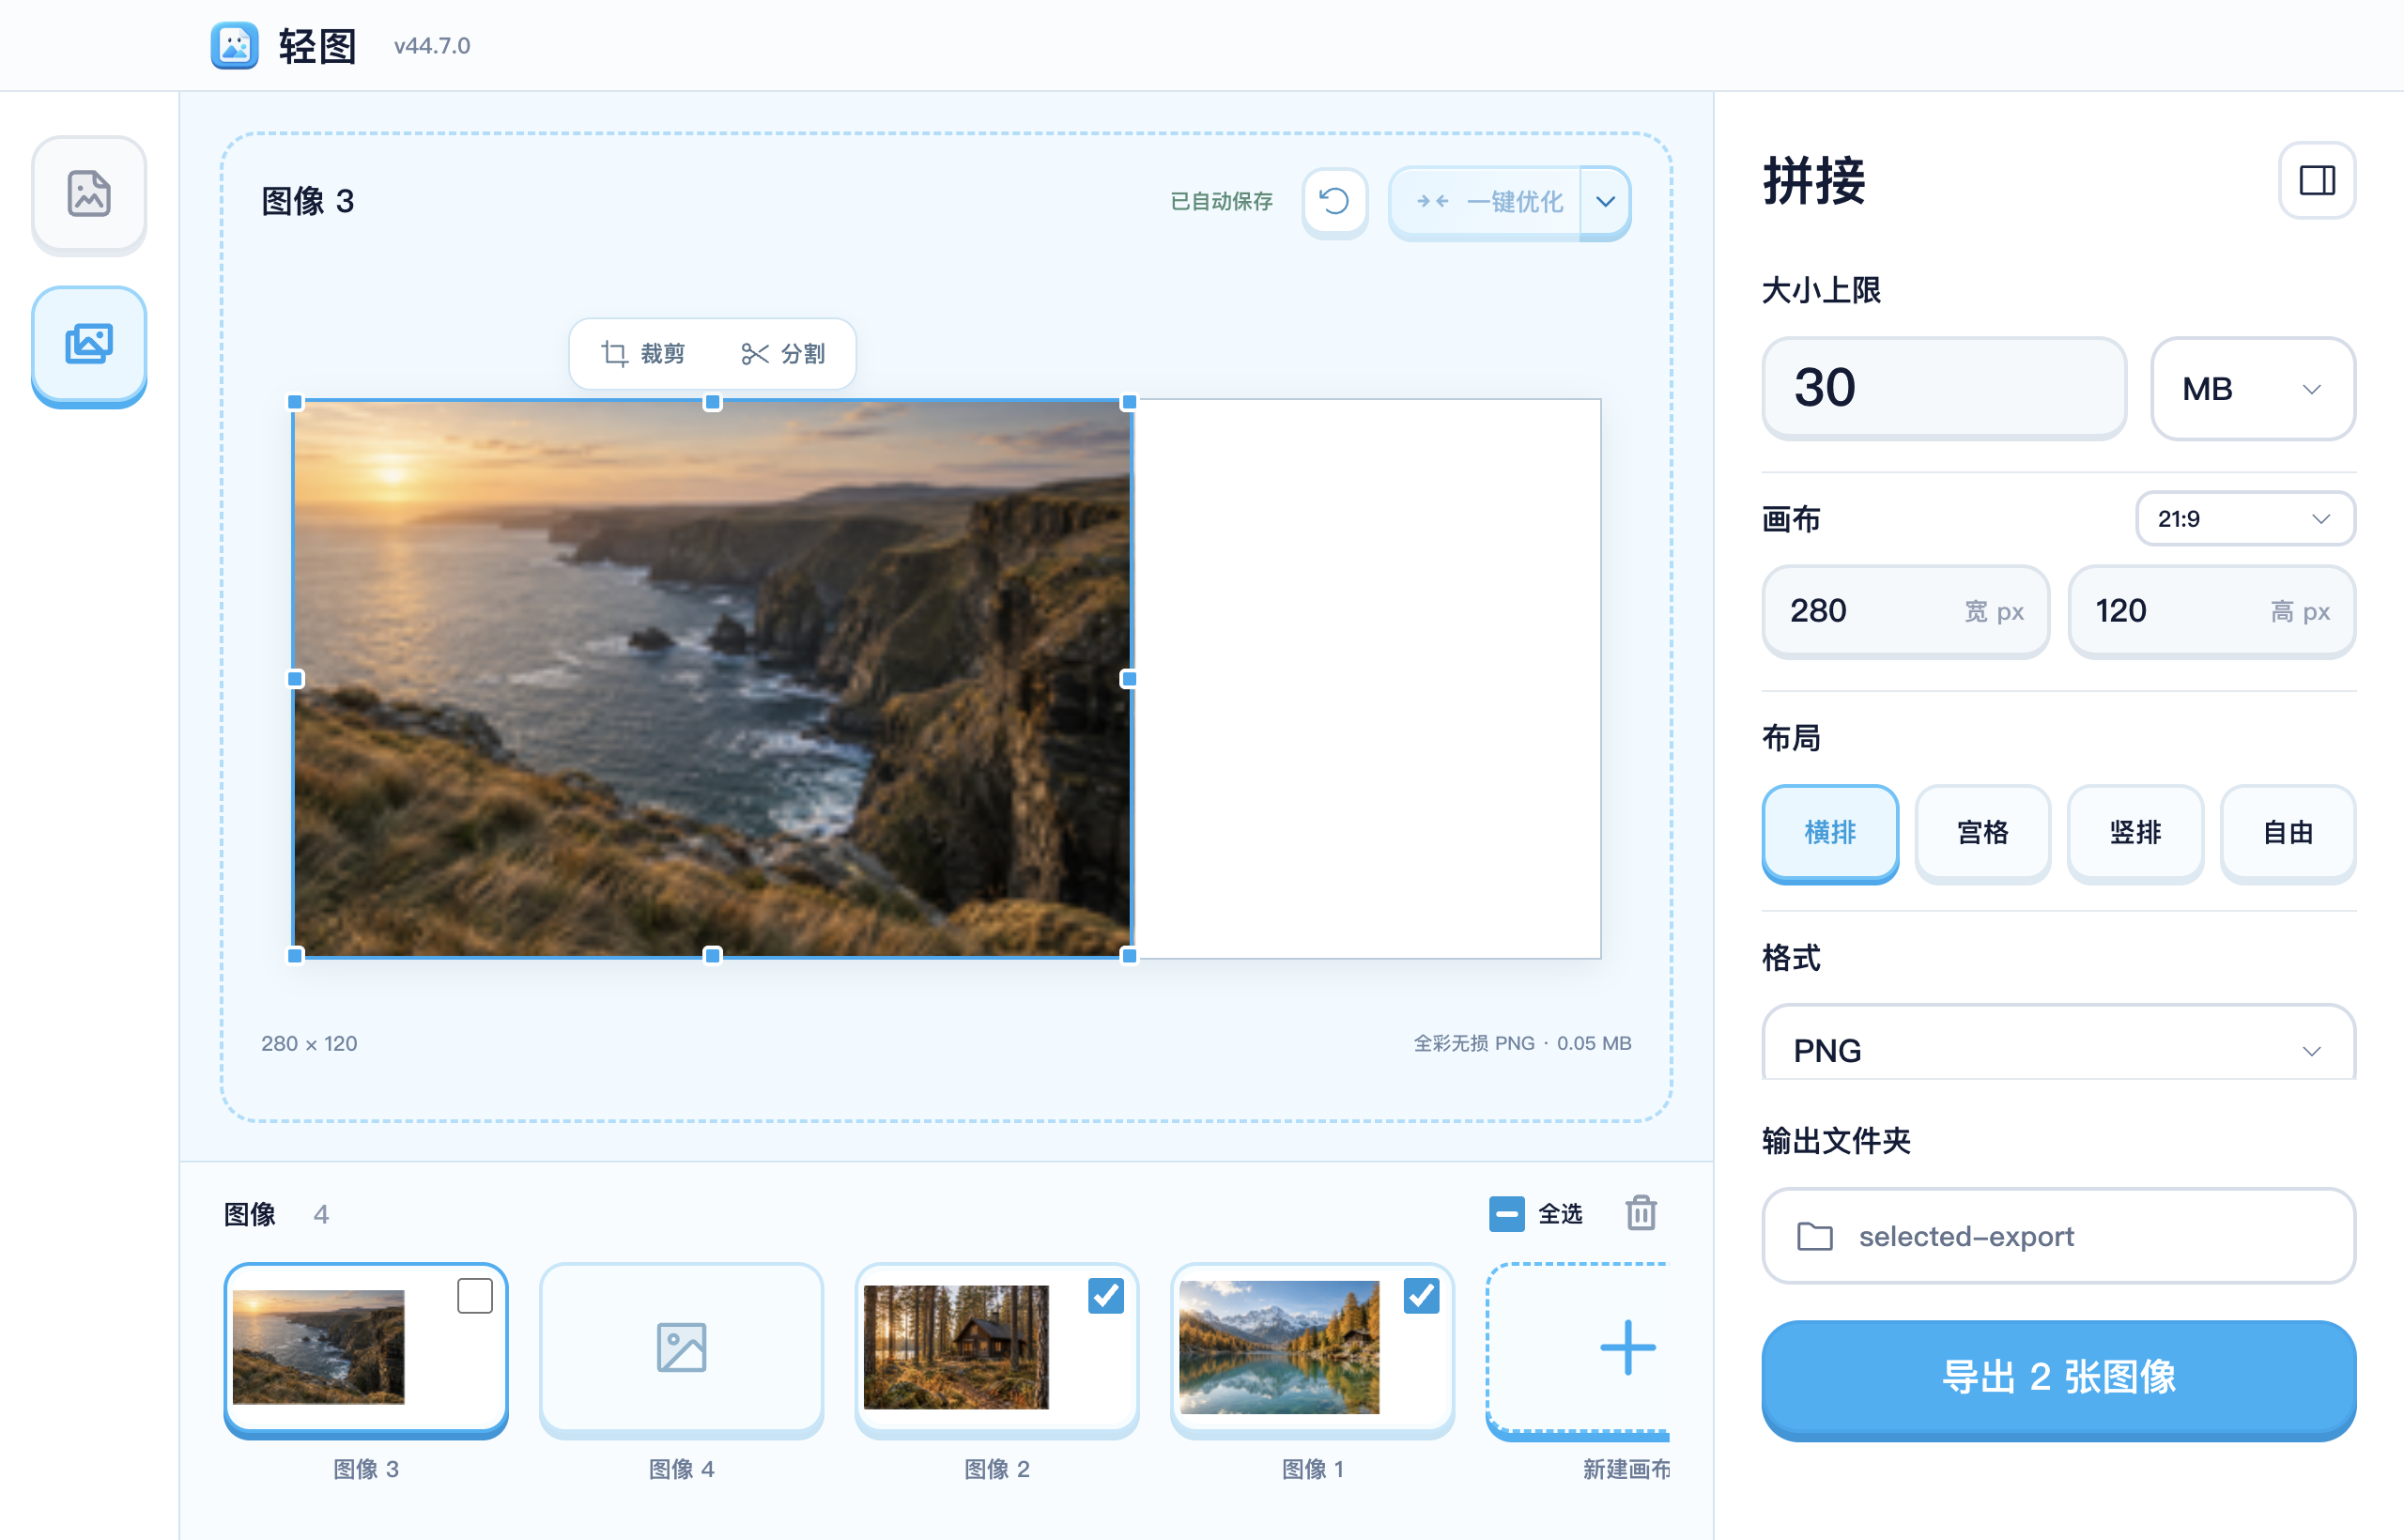 轻图 v44.7.0
图像 3
已自动保存
一键优化
裁剪
分割
280 × 120
全彩无损 PNG · 0.05 MB
图像 4
全选
图像 3
图像 4
图像 2
图像 1
新建画布
拼接
大小上限
30
MB
画布
21:9
280 宽 px
120 高 px
布局
横排
宫格
竖排
自由
格式
PNG
输出文件夹
selected-export
导出 2 张图像